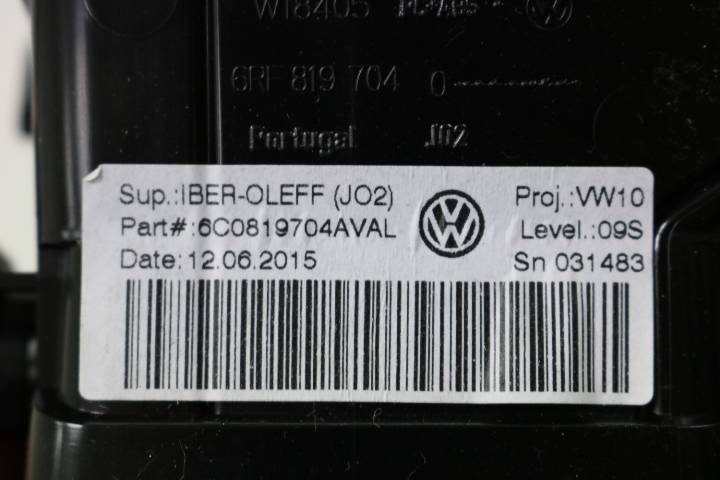 W18405
6RF 819 704 0
Portugal J02
Sup.:IBER-OLEFF (JO2) Proj.:VW10
Part#:6C0819704AVAL Level.:09S
Date:12.06.2015 Sn 031483